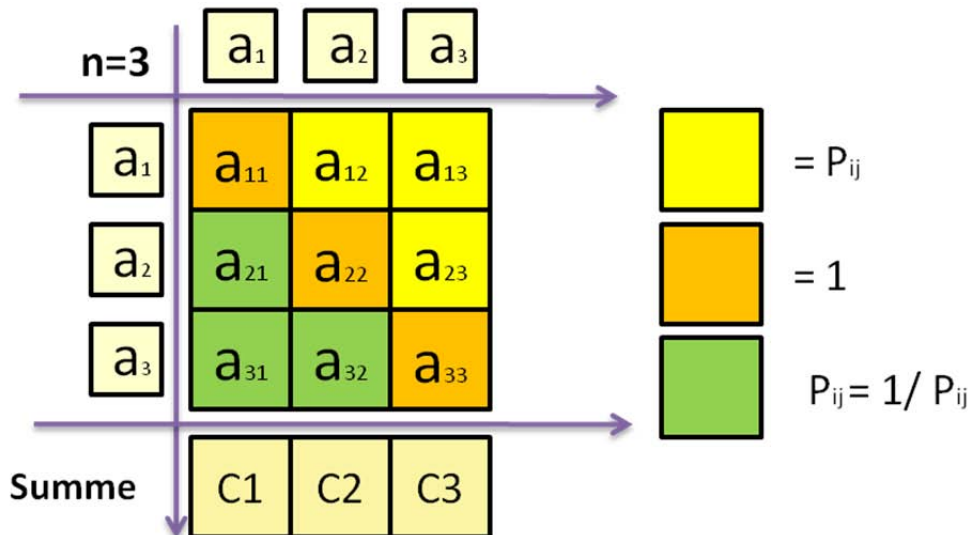 n=3 a₁ a₂ a₃
a₁ a₁₁ a₁₂ a₁₃ = Pᵢⱼ
a₂ a₂₁ a₂₂ a₂₃ = 1
a₃ a₃₁ a₃₂ a₃₃ Pᵢⱼ = 1/ Pᵢⱼ
Summe C1 C2 C3